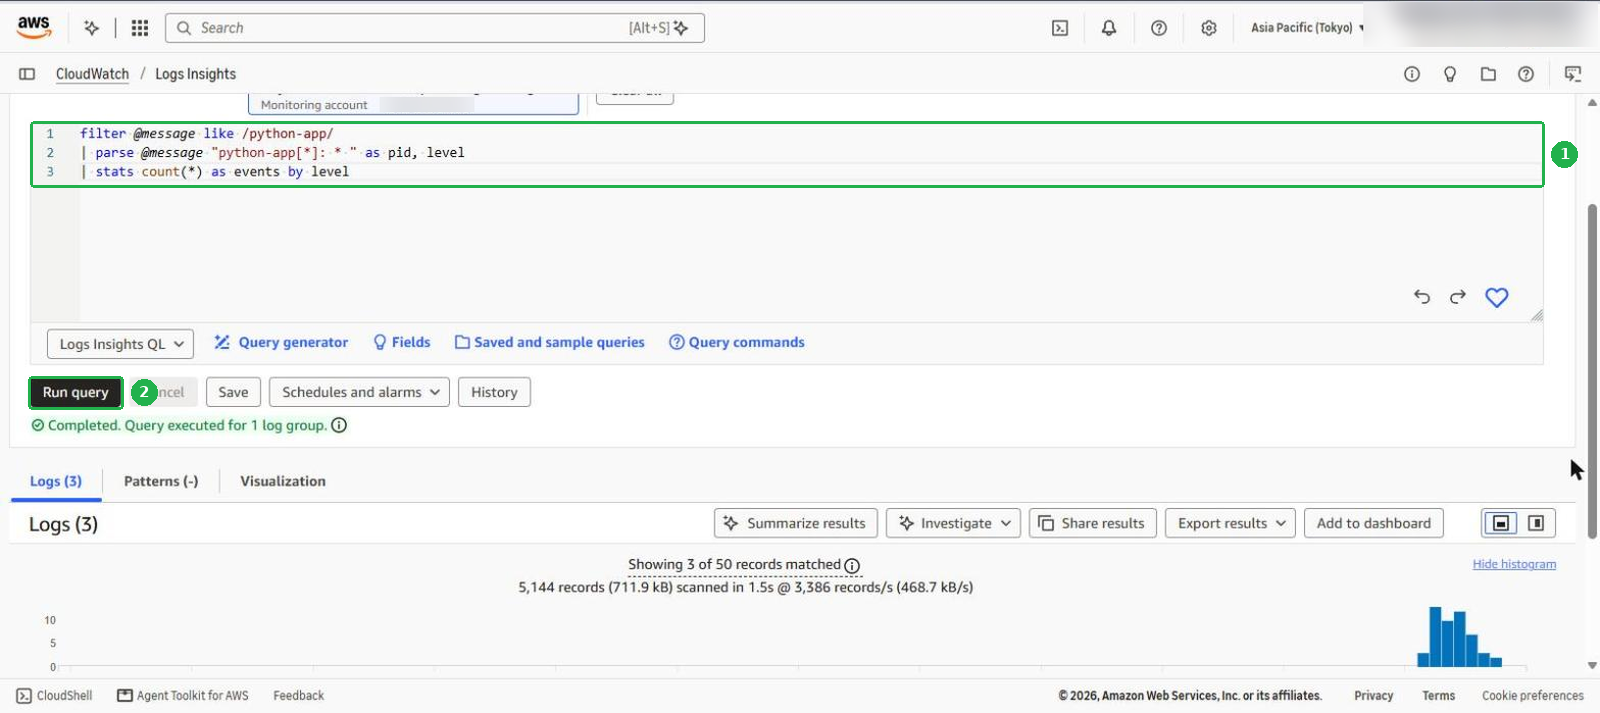 aws
Search
[Alt+S]
Asia Pacific (Tokyo)
CloudWatch / Logs Insights
Monitoring account
1 filter @message like /python-app/
2 | parse @message "python-app[*]: * " as pid, level
3 | stats count(*) as events by level
1
Logs Insights QL
Query generator
Fields
Saved and sample queries
Query commands
Run query
2
Save
Schedules and alarms
History
Completed. Query executed for 1 log group.
Logs (3)
Patterns (-)
Visualization
Logs (3)
Summarize results
Investigate
Share results
Export results
Add to dashboard
Showing 3 of 50 records matched
Hide histogram
5,144 records (711.9 kB) scanned in 1.5s @ 3,386 records/s (468.7 kB/s)
10
5
0
CloudShell
Agent Toolkit for AWS
Feedback
© 2026, Amazon Web Services, Inc. or its affiliates.
Privacy
Terms
Cookie preferences